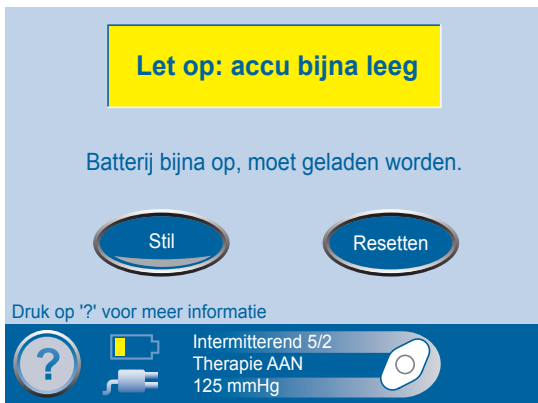 Let op: accu bijna leeg
Batterij bijna op, moet geladen worden.
Stil
Resetten
Druk op '?' voor meer informatie
?
Intermitterend 5/2
Therapie AAN
125 mmHg